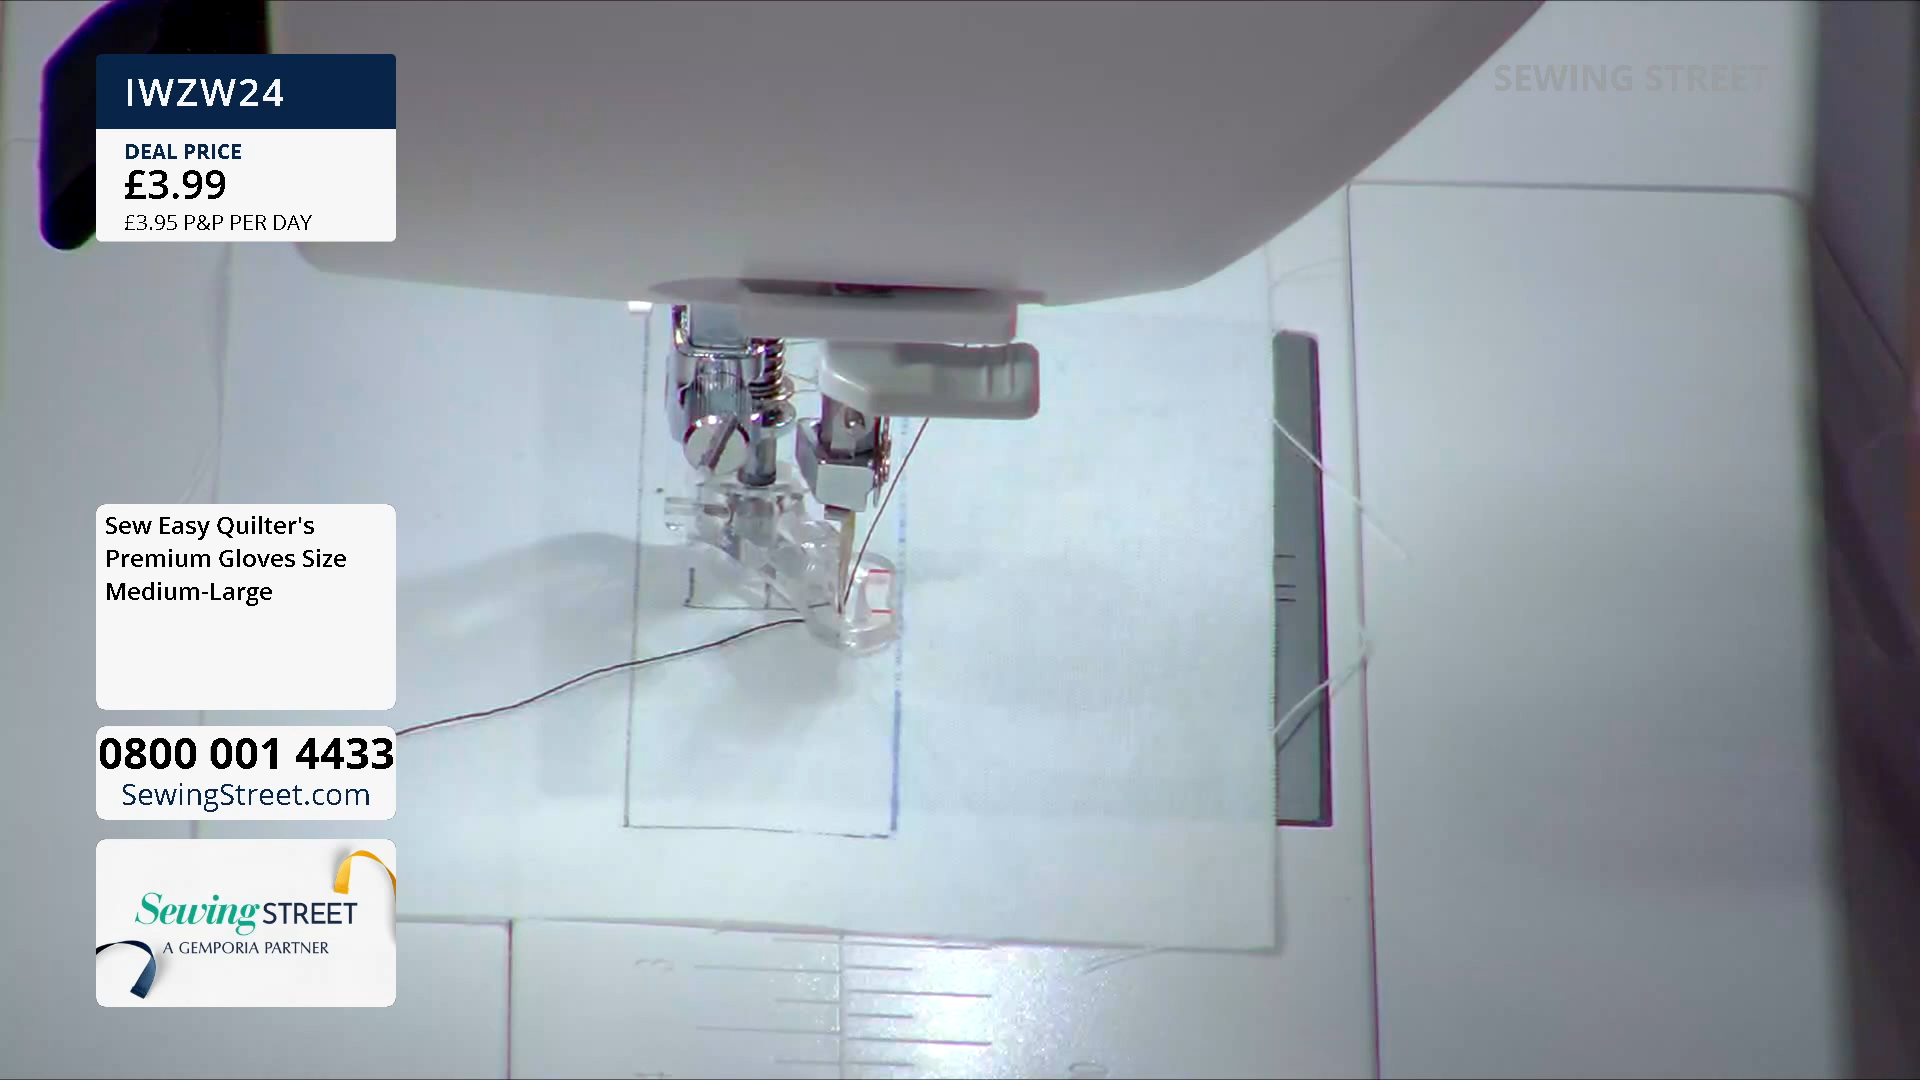 IWZW24
DEAL PRICE
£3.99
£3.95 P&P PER DAY
SEWING STREET
Sew Easy Quilter's
Premium Gloves Size
Medium-Large
0800 001 4433
SewingStreet.com
Sewing STREET
A GEMPORIA PARTNER
3